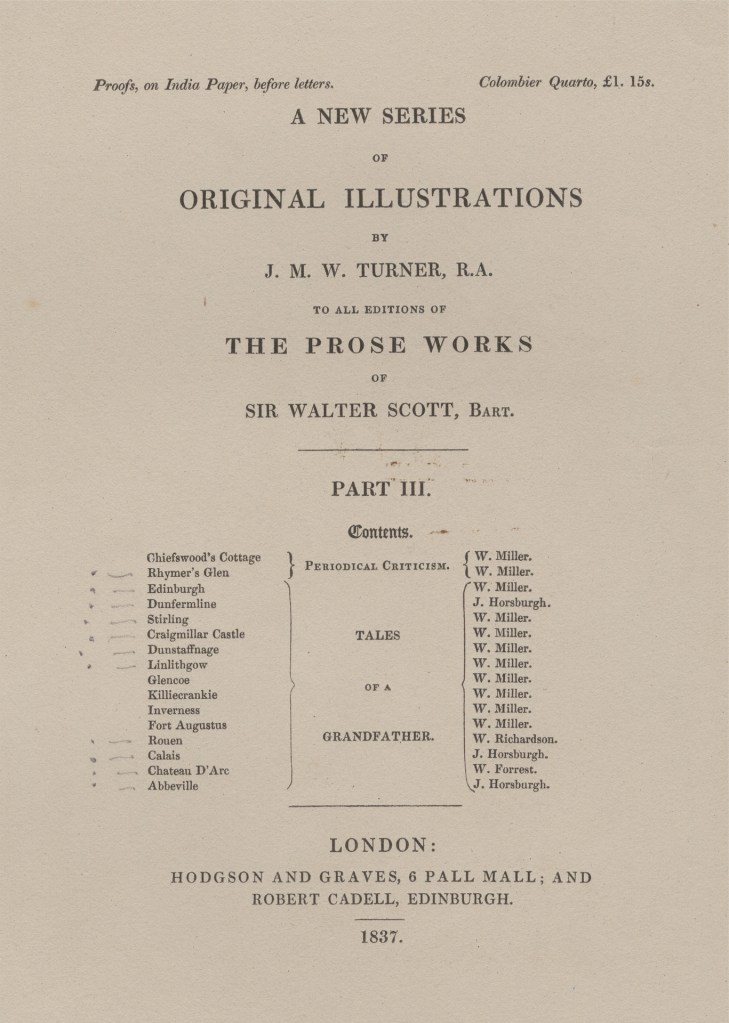 Proofs, on India Paper, before letters. Colombier Quarto, £1. 15s.
A NEW SERIES
OF
ORIGINAL ILLUSTRATIONS
BY
J. M. W. TURNER, R.A.
TO ALL EDITIONS OF
THE PROSE WORKS
OF
SIR WALTER SCOTT, Bart.
PART III.
Contents.
Chiefswood's Cottage } Periodical Criticism. { W. Miller.
Rhymer's Glen W. Miller.
Edinburgh W. Miller.
Dunfermline J. Horsburgh.
Stirling W. Miller.
Craigmillar Castle TALES W. Miller.
Dunstaffnage W. Miller.
Linlithgow W. Miller.
Glencoe OF A W. Miller.
Killiecrankie W. Miller.
Inverness W. Miller.
Fort Augustus W. Miller.
Rouen GRANDFATHER. W. Richardson.
Calais J. Horsburgh.
Chateau D'Arc W. Forrest.
Abbeville J. Horsburgh.
LONDON:
HODGSON AND GRAVES, 6 PALL MALL; AND
ROBERT CADELL, EDINBURGH.
1837.